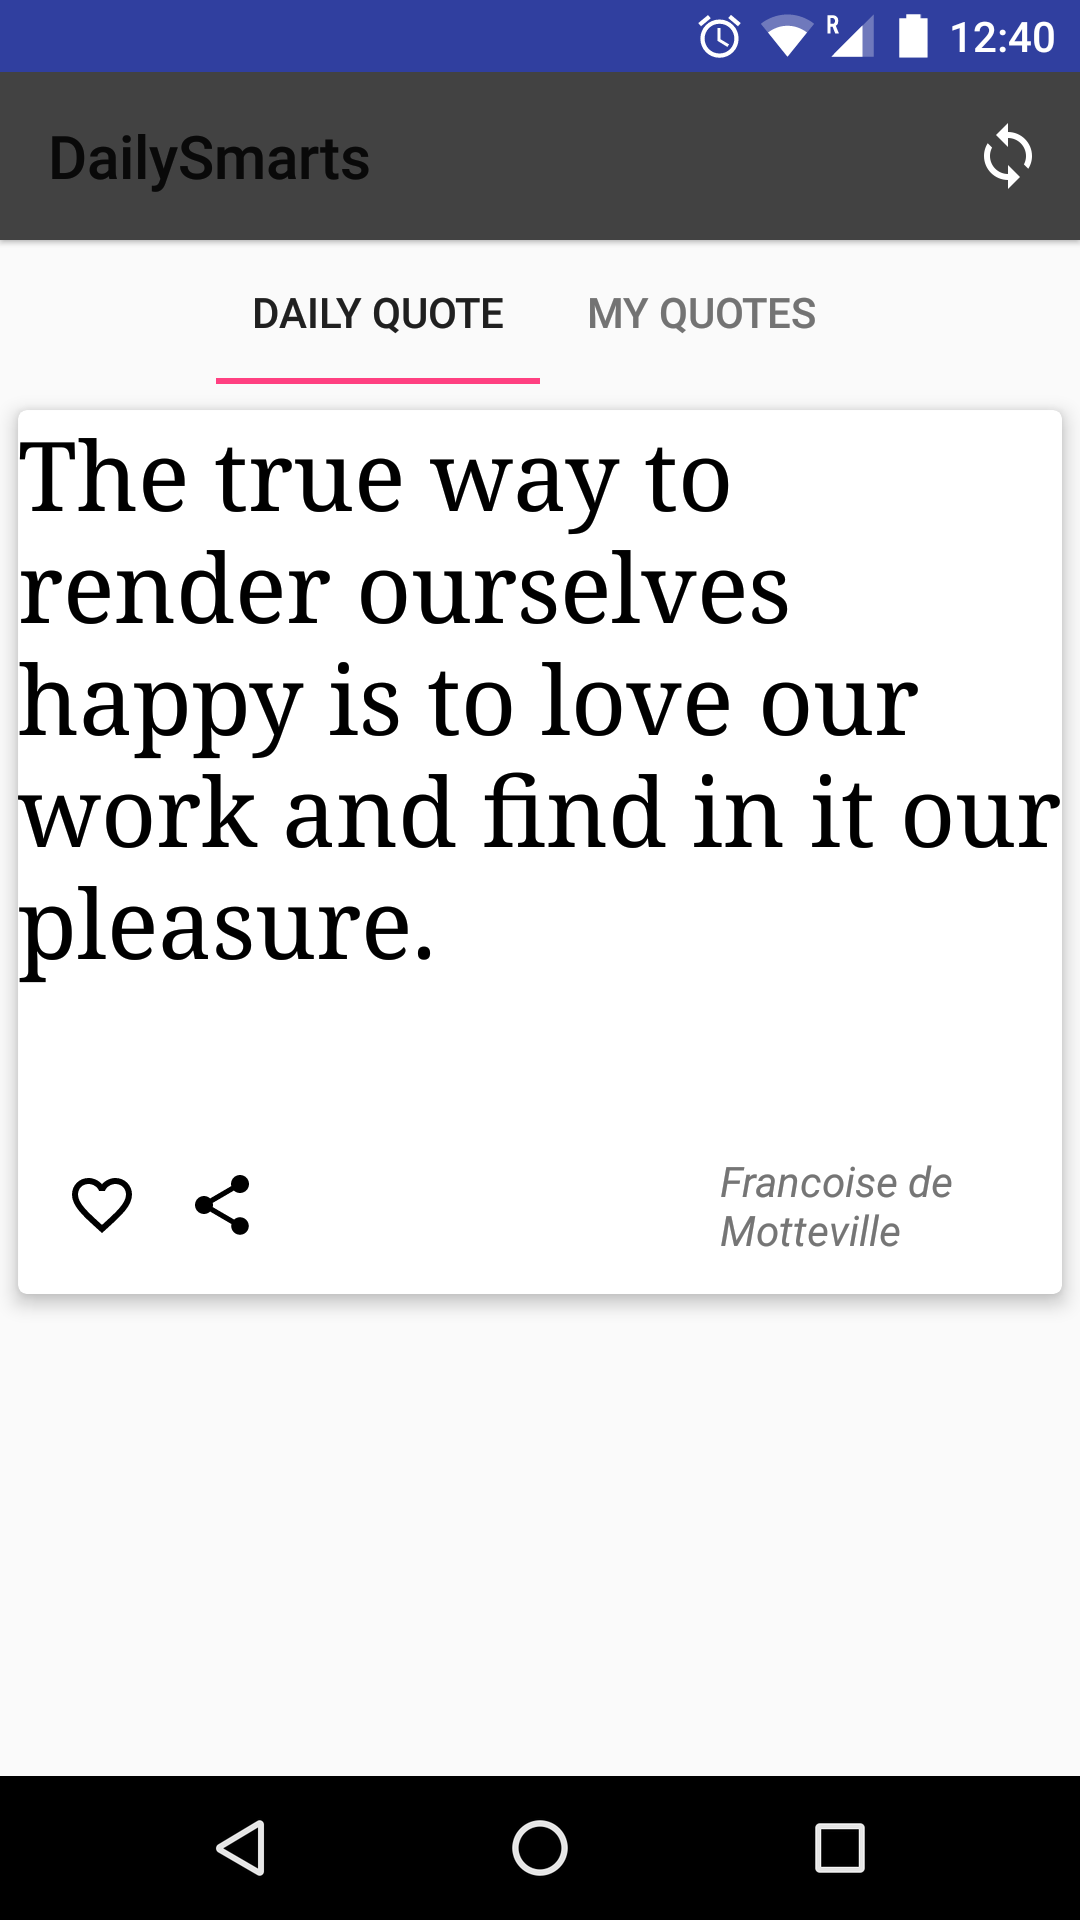 R 12:40
DailySmarts
DAILY QUOTE MY QUOTES
The true way to
render ourselves
happy is to love our
work and find in it our
pleasure.
Francoise de
Motteville